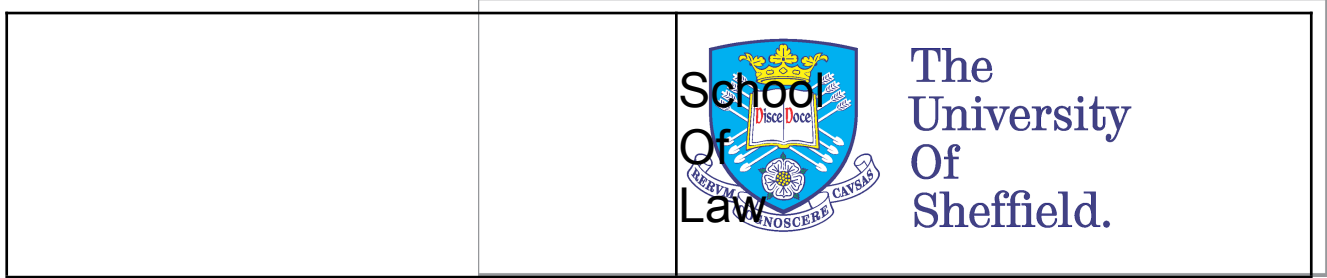 School
Of
Law
Disce Doce
RERVM COGNOSCERE CAVSAS
The
University
Of
Sheffield.